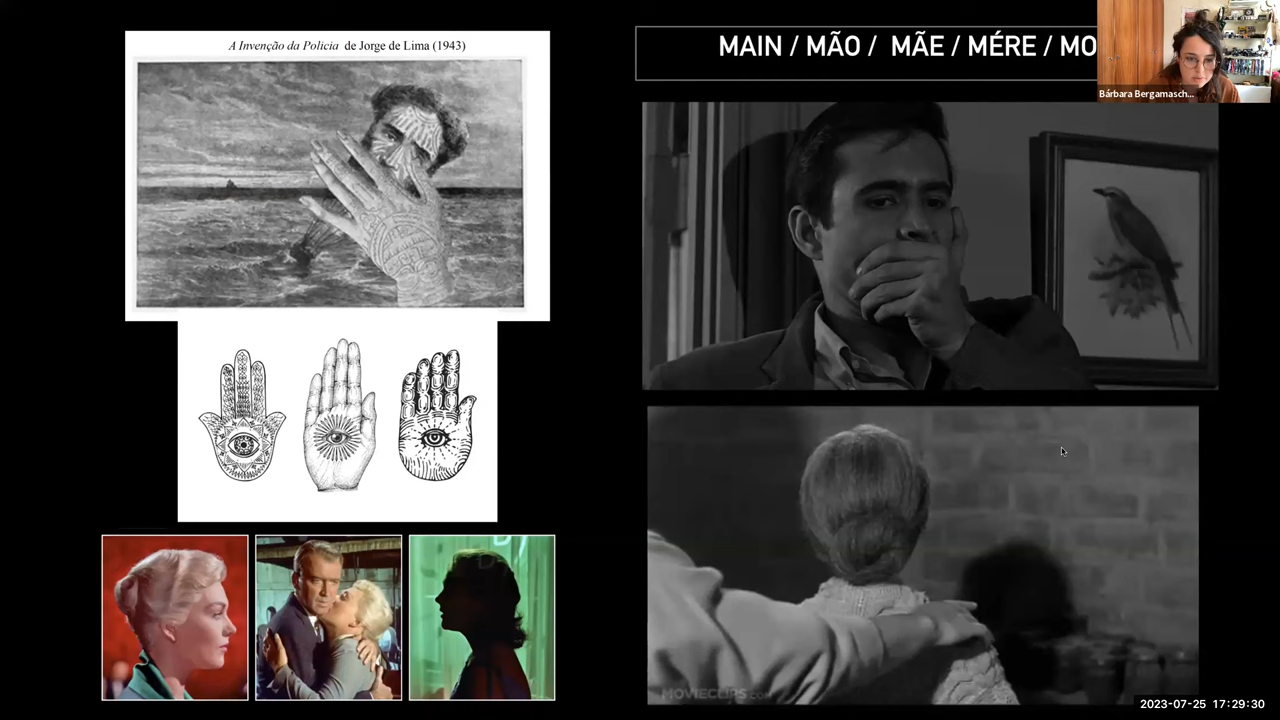 A Invenção da Policia de Jorge de Lima (1943)
MAIN / MÃO / MÃE / MÉRE / MO
Bárbara Bergamasch...
MOVIECLIPS.com
2023-07-25 17:29:30